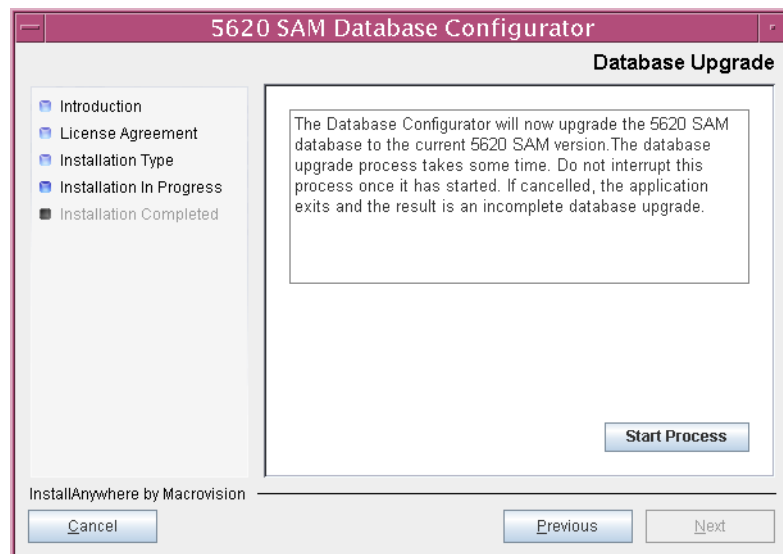 5620 SAM Database Configurator
Database Upgrade
Introduction
License Agreement
Installation Type
Installation In Progress
Installation Completed
The Database Configurator will now upgrade the 5620 SAM
database to the current 5620 SAM version.The database
upgrade process takes some time. Do not interrupt this
process once it has started. If cancelled, the application
exits and the result is an incomplete database upgrade.
Start Process
InstallAnywhere by Macrovision
Cancel
Previous
Next